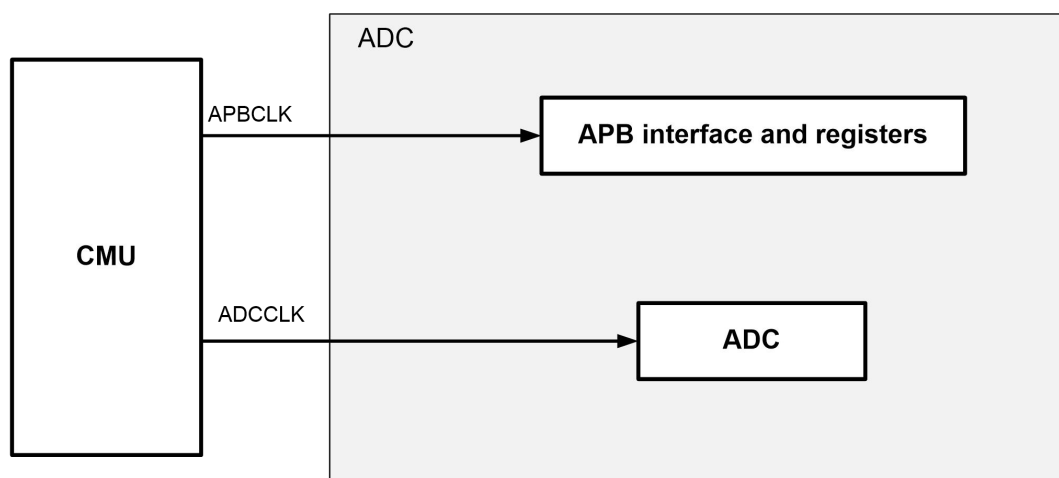 ADC
APBCLK
APB interface and registers
CMU
ADCCLK
ADC